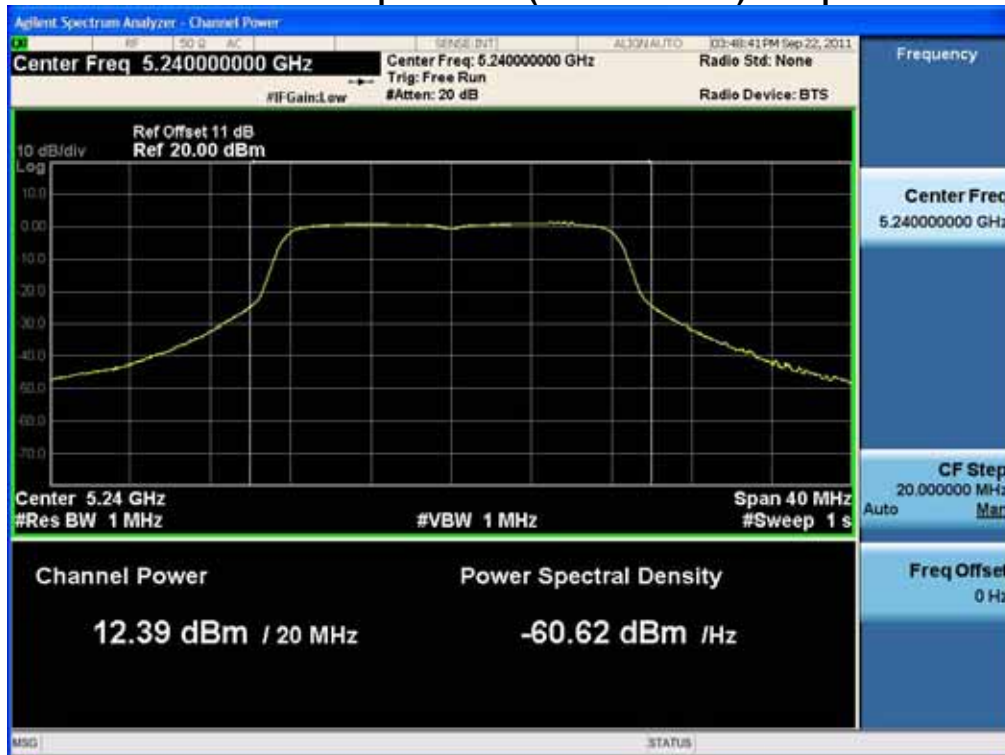 Agilent Spectrum Analyzer - Channel Power
RF 50 Ω AC SENSE:INT ALIGNAUTO 03:48:41 PM Sep 22, 2011
Center Freq 5.240000000 GHz
#IFGain:Low
Center Freq: 5.240000000 GHz
Trig: Free Run
#Atten: 20 dB
Radio Std: None
Radio Device: BTS
Ref Offset 11 dB
10 dB/div Ref 20.00 dBm
Log
10.0
0.00
-10.0
-20.0
-30.0
-40.0
-50.0
-60.0
-70.0
Center 5.24 GHz Span 40 MHz
#Res BW 1 MHz #VBW 1 MHz #Sweep 1 s
Channel Power Power Spectral Density
12.39 dBm / 20 MHz -60.62 dBm /Hz
MSG STATUS
Frequency
Center Freq
5.240000000 GHz
CF Step
20.000000 MHz
Auto Man
Freq Offset
0 Hz